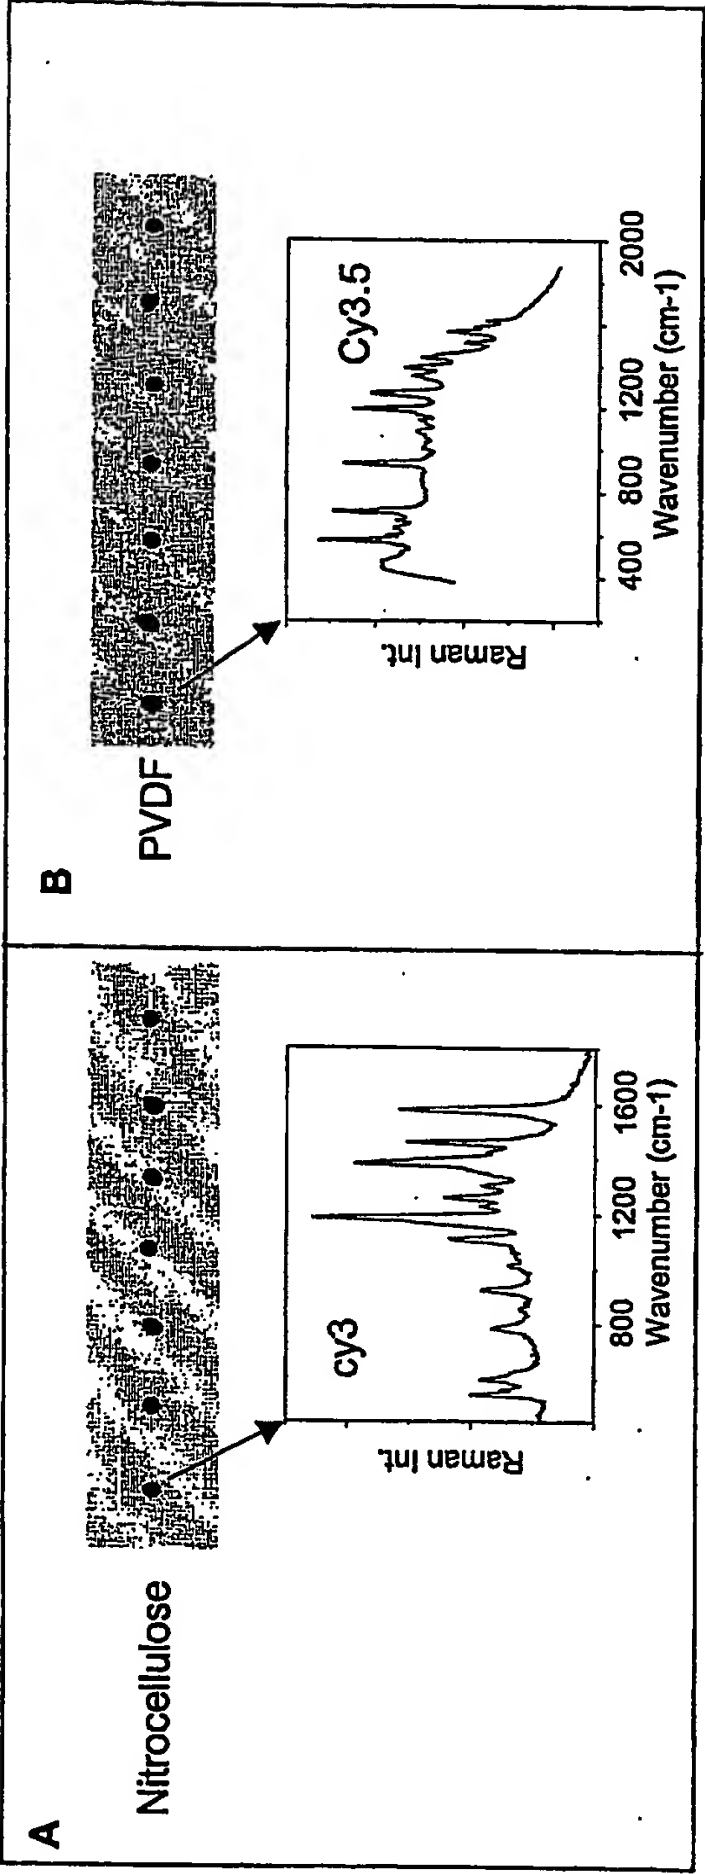 A
Nitrocellulose
cy3
Raman Int.
800 1200 1600
Wavenumber (cm-1)
B
PVDF
Cy3.5
Raman Int.
400 800 1200 2000
Wavenumber (cm-1)